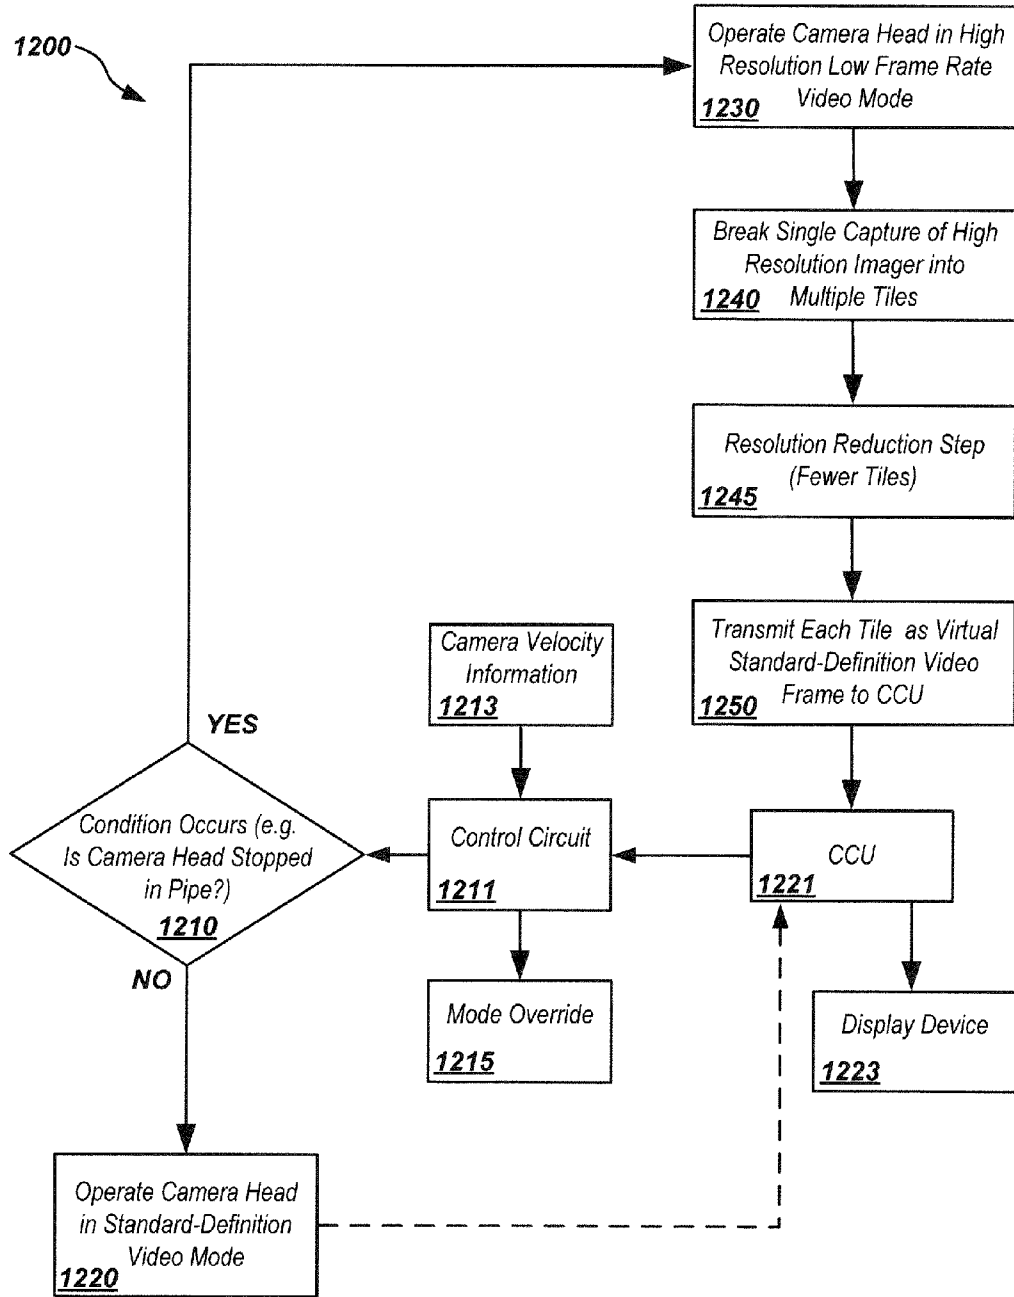 1200
Operate Camera Head in High
Resolution Low Frame Rate
Video Mode
1230
Break Single Capture of High
Resolution Imager into
Multiple Tiles
1240
Resolution Reduction Step
(Fewer Tiles)
1245
Transmit Each Tile as Virtual
Standard-Definition Video
Frame to CCU
1250
Camera Velocity
Information
1213
YES
Condition Occurs (e.g.
Is Camera Head Stopped
in Pipe?)
1210
NO
Control Circuit
1211
CCU
1221
Mode Override
1215
Display Device
1223
Operate Camera Head
in Standard-Definition
Video Mode
1220